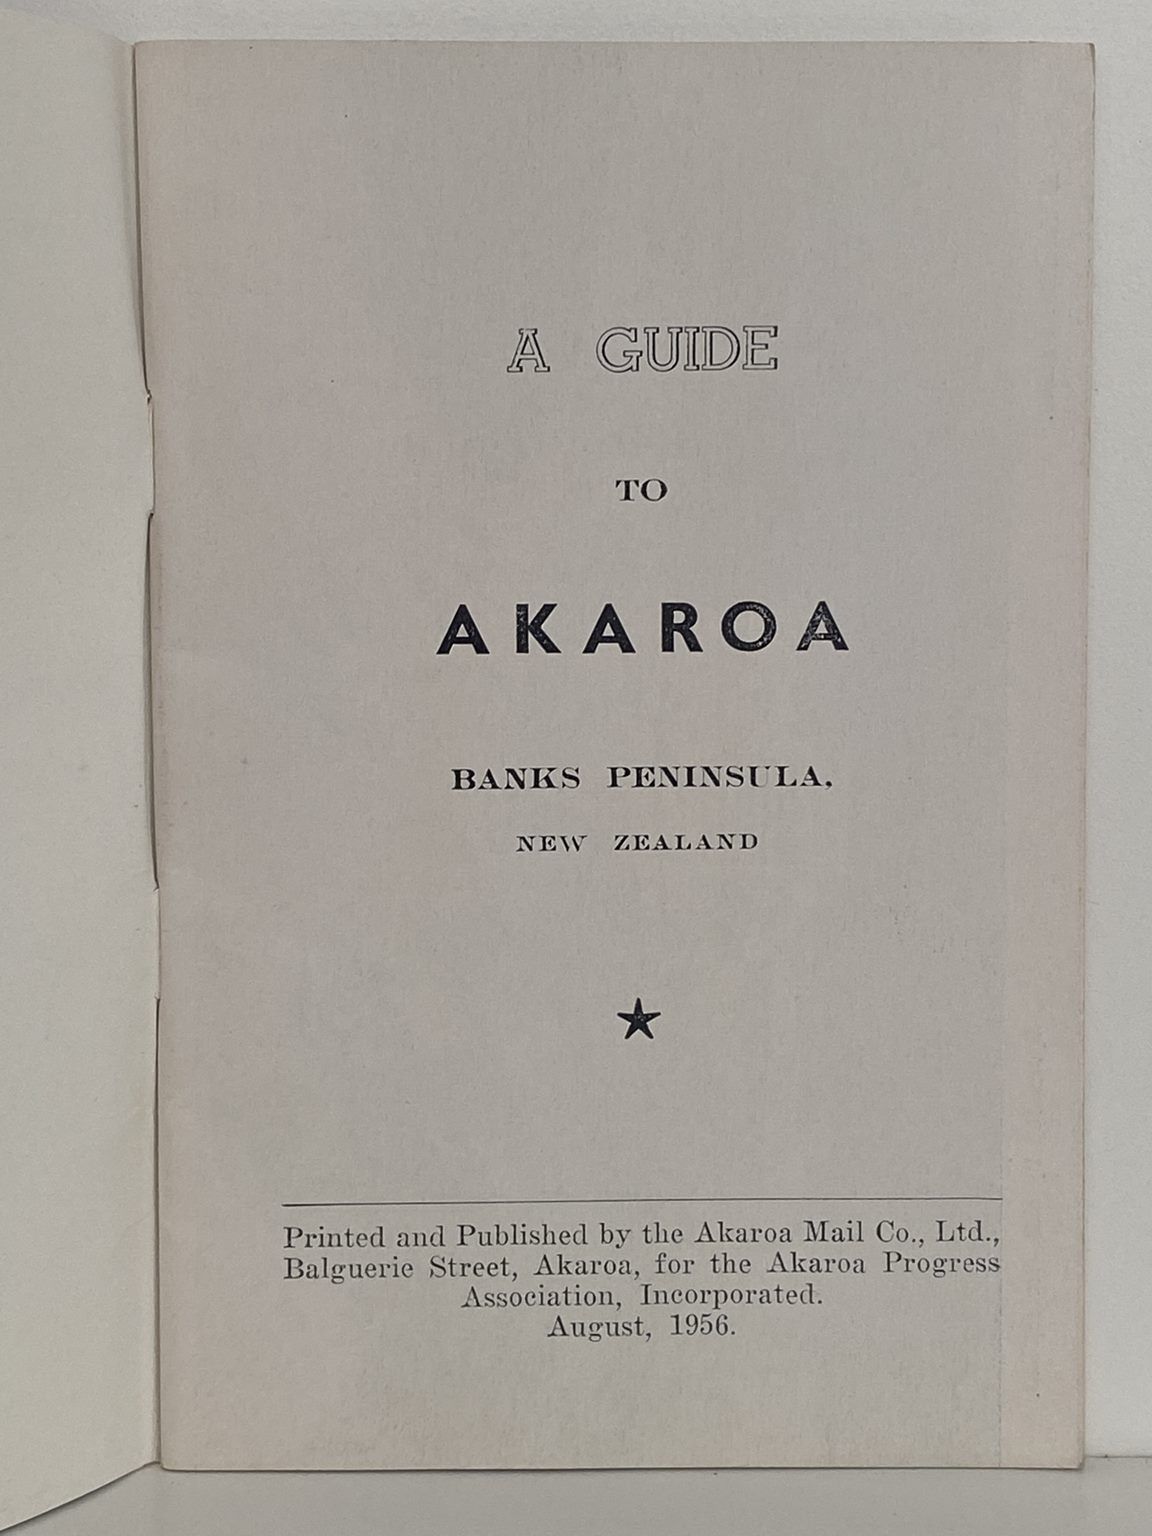 A GUIDE
TO
AKAROA
BANKS PENINSULA,
NEW ZEALAND
Printed and Published by the Akaroa Mail Co., Ltd.,
Balguerie Street, Akaroa, for the Akaroa Progress
Association, Incorporated.
August, 1956.